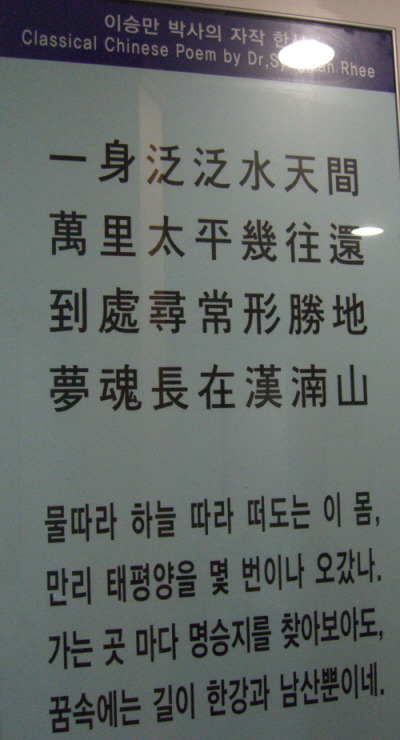 이승만 박사의 자작
Classical Chinese Poem by Dr, Rhee
一身泛泛水天間
萬里太平幾往還
到處尋常形勝地
夢魂長在漢湳山
물따라 하늘 따라 떠도는 이 몸,
만리 태평양을 몇 번이나 오갔나.
가는 곳 마다 명승지를 찾아보아도,
꿈속에는 길이 한강과 남산뿐이네.